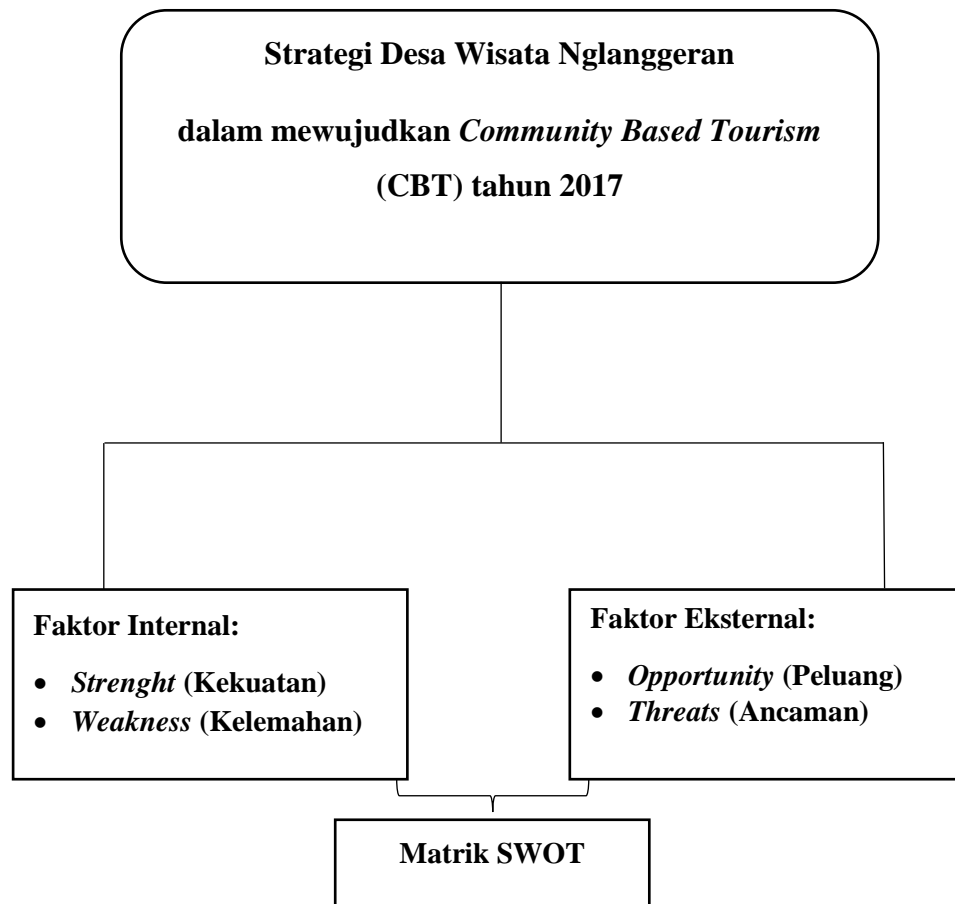 Strategi Desa Wisata Nglanggeran
dalam mewujudkan Community Based Tourism
(CBT) tahun 2017
Faktor Internal:
• Strenght (Kekuatan)
• Weakness (Kelemahan)
Faktor Eksternal:
• Opportunity (Peluang)
• Threats (Ancaman)
Matrik SWOT